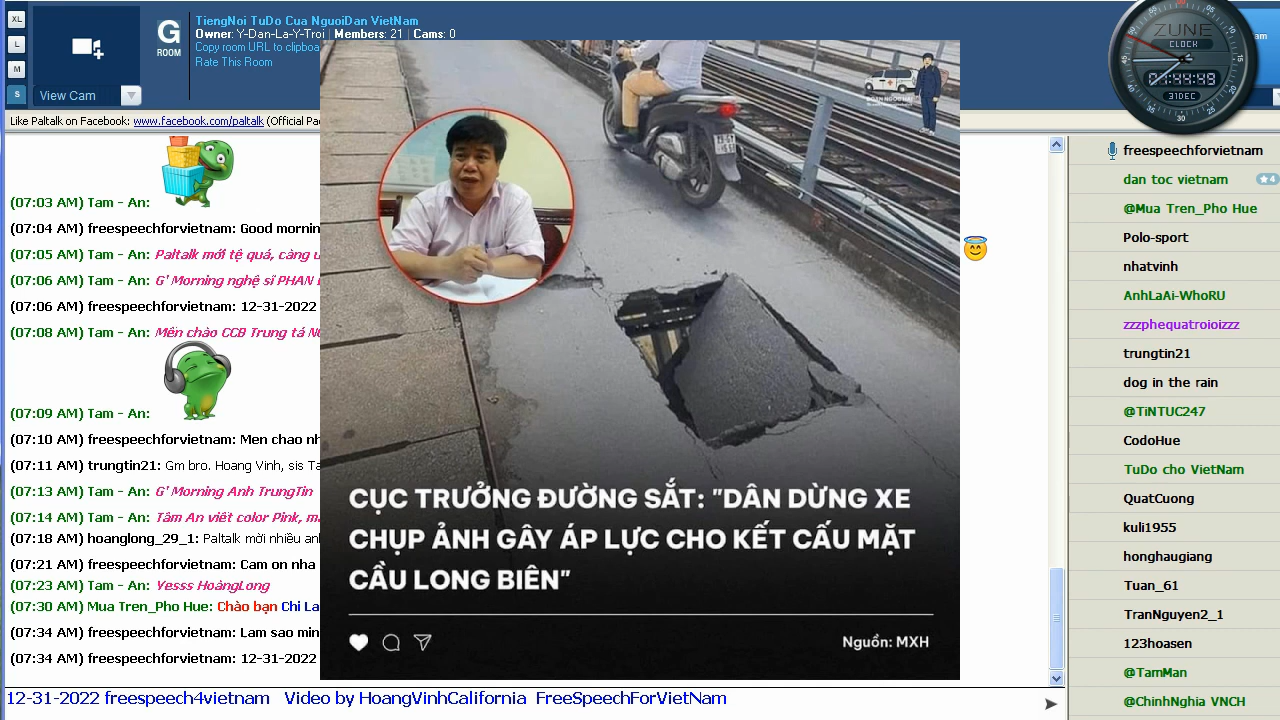 XL
L
M
S
View Cam
G
ROOM
TiengNoi TuDo Cua NguoiDan VietNam
Owner: Y-Dan-La-Y-Troi | Members: 21 | Cams: 0
Copy room URL to clipboa
Rate This Room
ZUNE
CLOCK
31DEC
am
Like Paltalk on Facebook: www.facebook.com/paltalk (Official Pa
(07:03 AM) Tam - An:
(07:04 AM) freespeechforvietnam: Good mornin
(07:05 AM) Tam - An: Paltalk mới tệ quá, càng u
(07:06 AM) Tam - An: G' Morning nghệ sĩ PHAN
(07:06 AM) freespeechforvietnam: 12-31-2022
(07:08 AM) Tam - An: Mến chào CCB Trung tá
(07:09 AM) Tam - An:
(07:10 AM) freespeechforvietnam: Men chao nh
(07:11 AM) trungtin21: Gm bro. Hoang Vinh, sis Ta
(07:13 AM) Tam - An: G' Morning Anh TrungTin
(07:14 AM) Tam - An: Tâm An viết color Pink, m
(07:18 AM) hoanglong_29_1: Paltalk mời nhiều an
(07:21 AM) freespeechforvietnam: Cam on nha
(07:23 AM) Tam - An: Yesss HoàngLong
(07:30 AM) Mua Tren_Pho Hue: Chào bạn Chi La
(07:34 AM) freespeechforvietnam: Lam sao min
(07:34 AM) freespeechforvietnam: 12-31-2022
CỤC TRƯỞNG ĐƯỜNG SẮT: "DÂN DỪNG XE
CHỤP ẢNH GÂY ÁP LỰC CHO KẾT CẤU MẶT
CẦU LONG BIÊN"
Nguồn: MXH
freespeechforvietnam
dan toc vietnam
4
@Mua Tren_Pho Hue
Polo-sport
nhatvinh
AnhLaAi-WhoRU
zzzphequatroioizzz
trungtin21
dog in the rain
@TiNTUC247
CodoHue
TuDo cho VietNam
QuatCuong
kuli1955
honghaugiang
Tuan_61
TranNguyen2_1
123hoasen
@TamMan
@ChinhNghia VNCH
12-31-2022 freespeech4vietnam Video by HoangVinhCalifornia FreeSpeechForVietNam